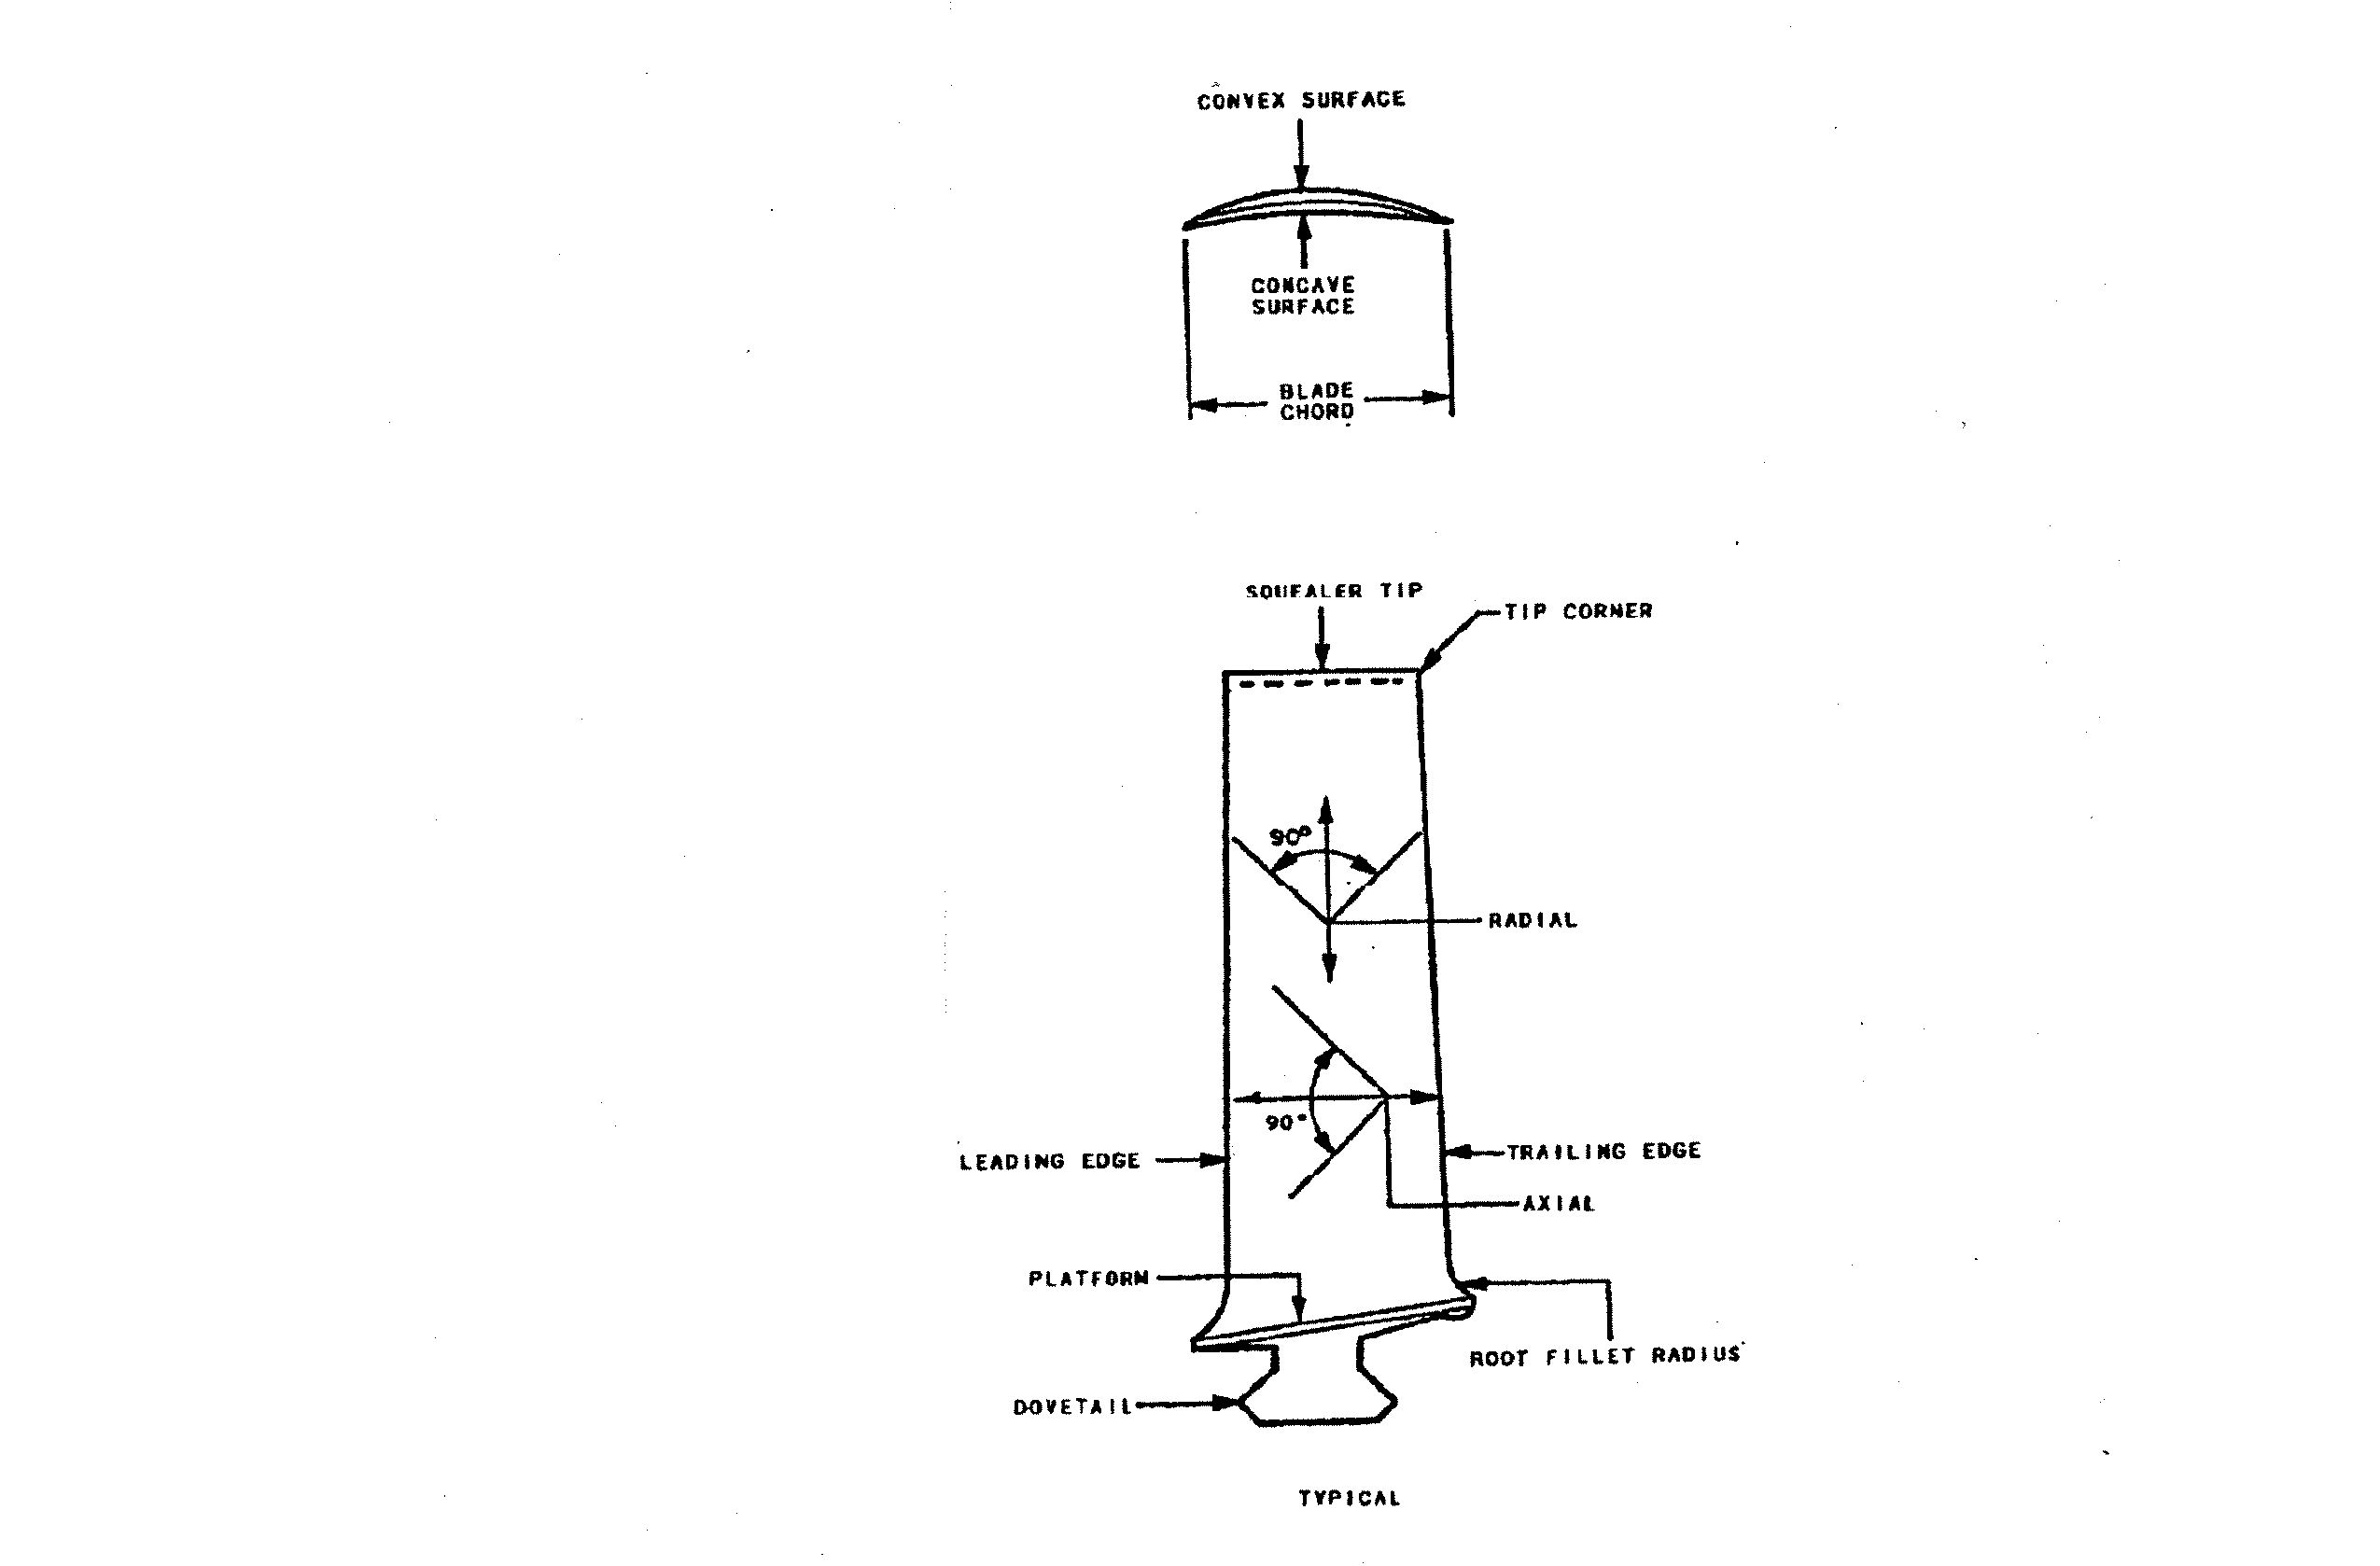 CONVEX SURFACE
CONCAVE
SURFACE
BLADE
CHORD
SQUEALER TIP
TIP CORNER
90°
RADIAL
90°
LEADING EDGE
TRAILING EDGE
AXIAL
PLATFORM
ROOT FILLET RADIUS
DOVETAIL
TYPICAL